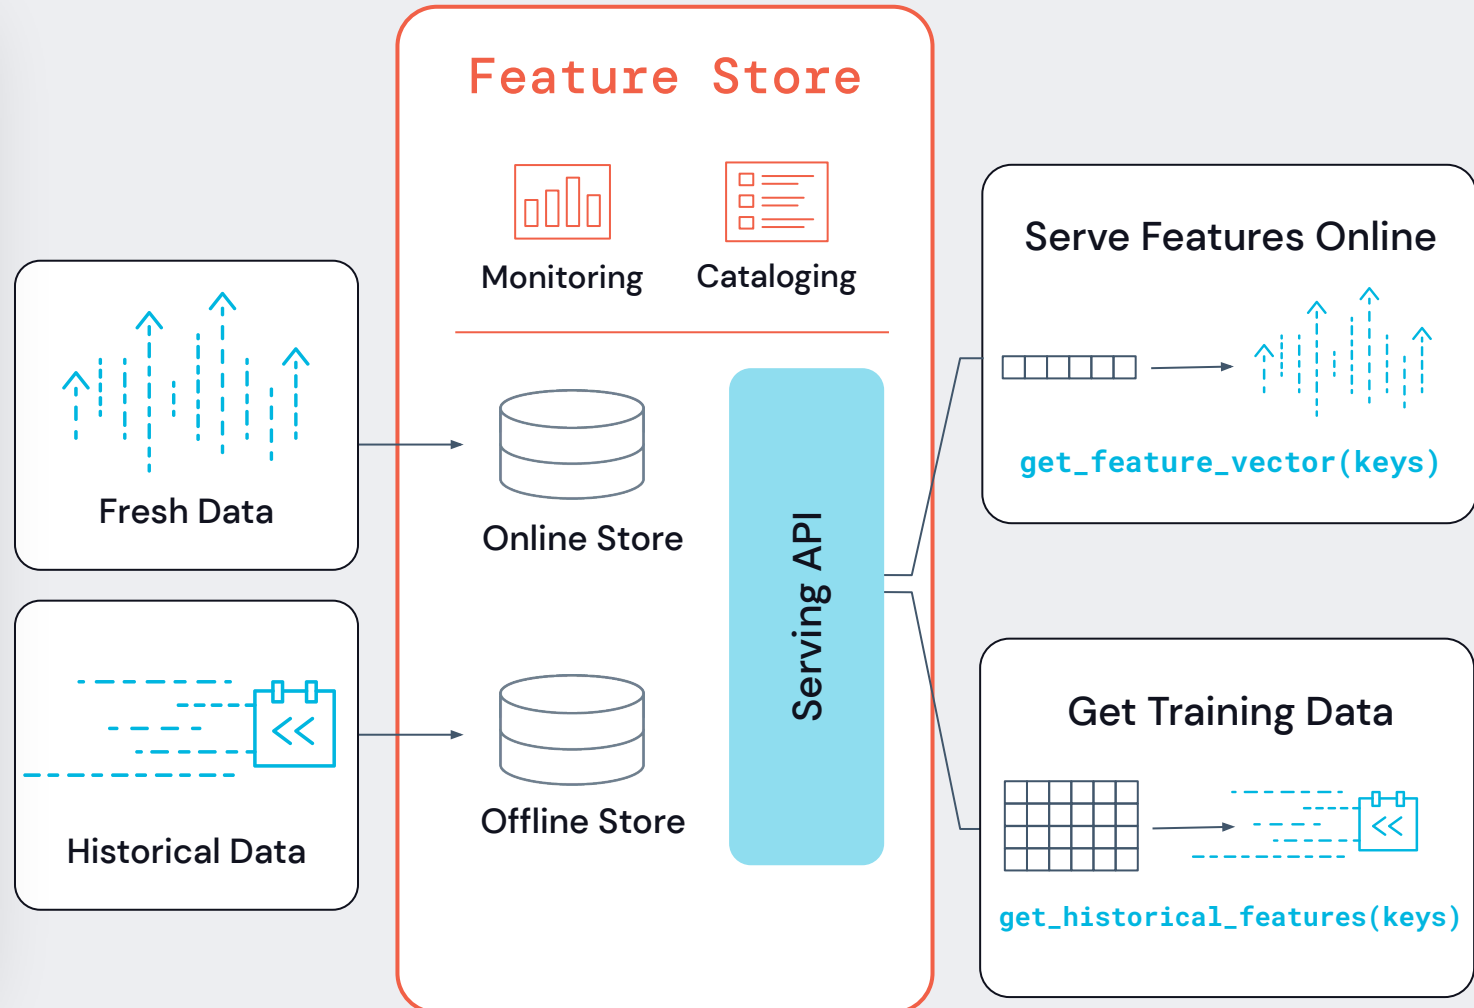 Feature Store
Monitoring
Cataloging
Fresh Data
Historical Data
Online Store
Offline Store
Serving API
Serve Features Online
get_feature_vector(keys)
Get Training Data
get_historical_features(keys)